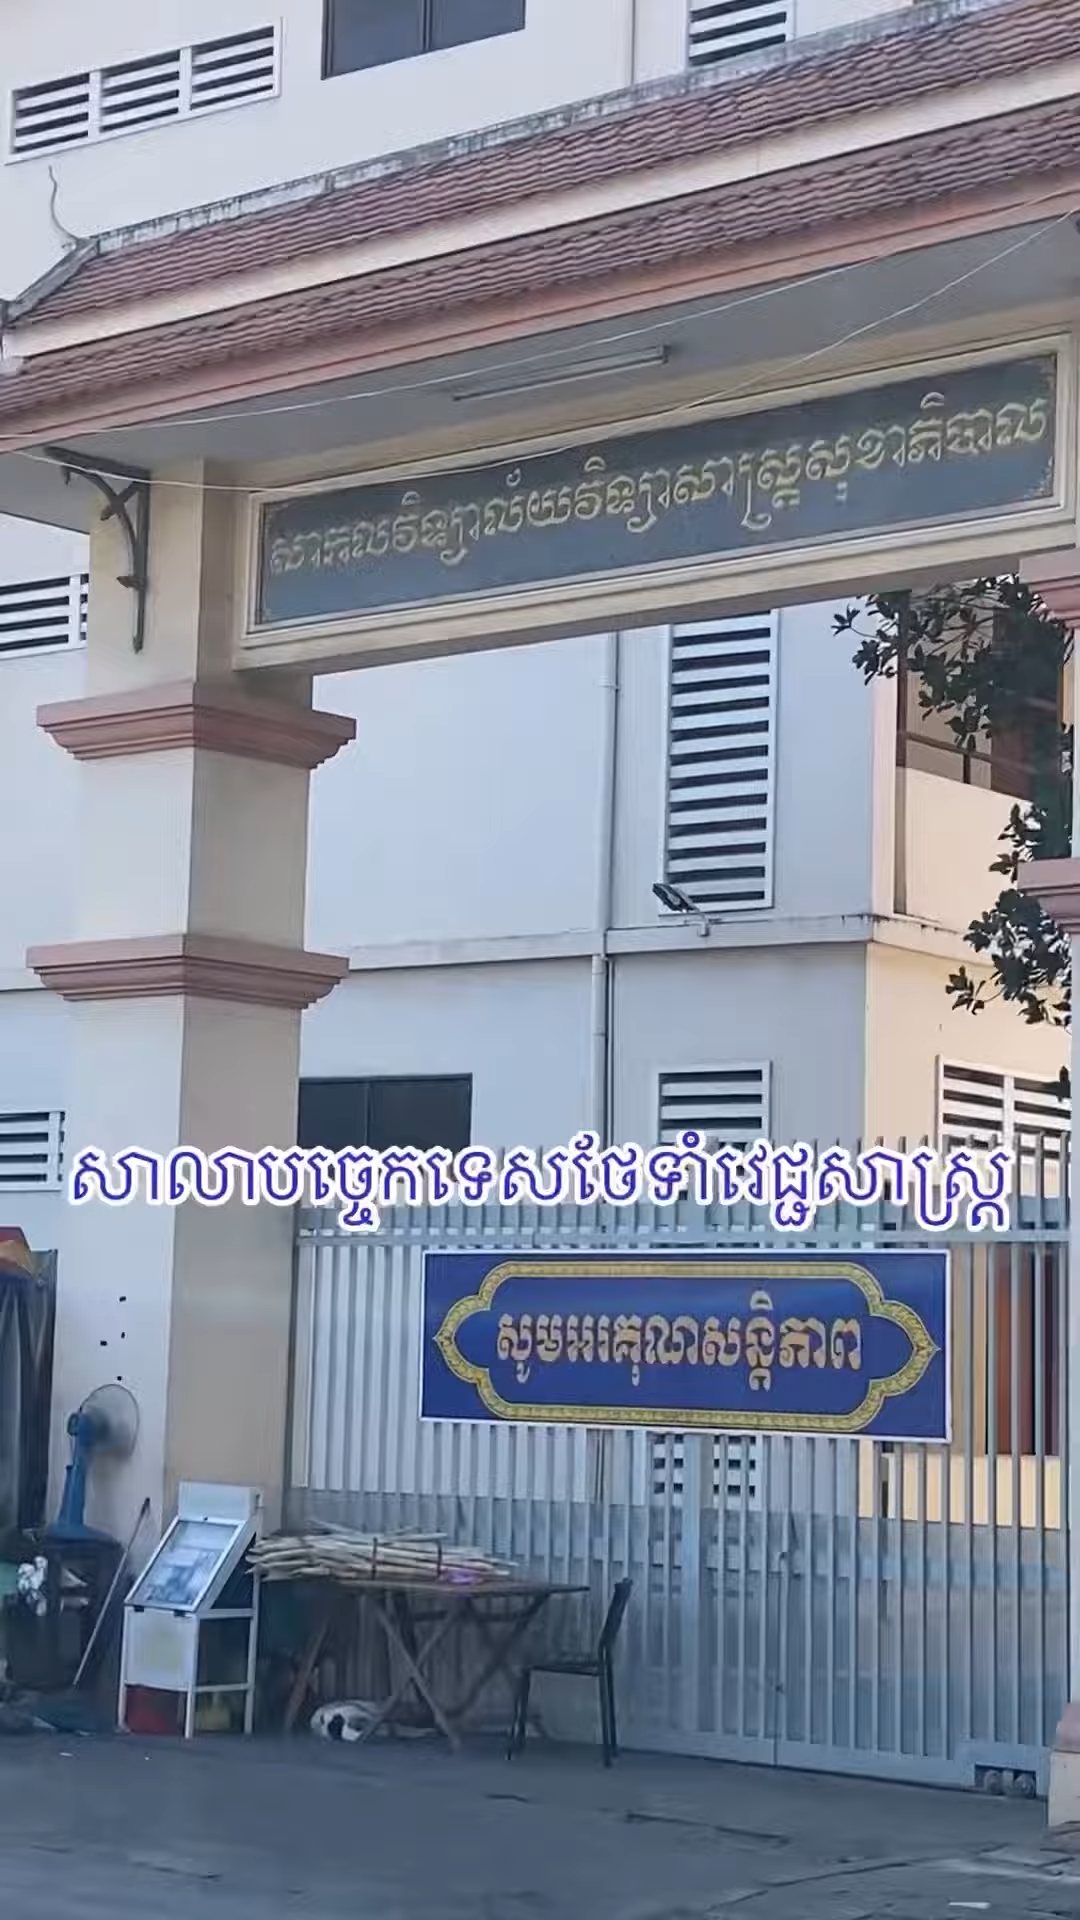 សាកលវិទ្យាល័យវិទ្យាសាស្ត្រសុខាភិបាល
សាលាបច្ចេកទេសថែទាំវេជ្ជសាស្ត្រ
សូមអរគុណសន្តិភាព